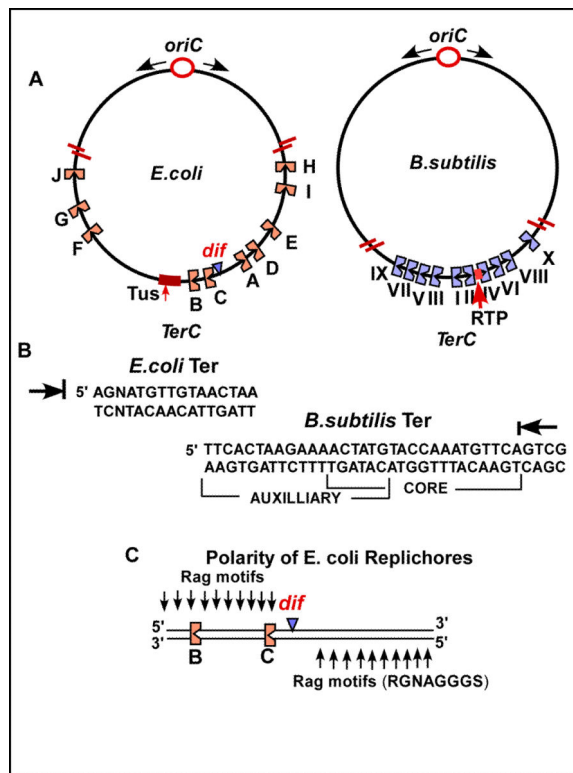 A
oriC
E.coli
J
G
F
H
I
E
D
A
C
B
dif
Tus
TerC
oriC
B.subtilis
IX
VII
V
III
I
II
IV
VI
VIII
X
RTP
TerC
B
E.coli Ter
5' AGNATGTTGTAACTAA
TCNTACAACATTGATT
B.subtilis Ter
5' TTCACTAAGAAAACTATGTACCAAATGTTCAGTCG
AAGTGATTCTTTTGATACATGGTTTACAAGTCAGC
AUXILLIARY
CORE
C
Polarity of E. coli Replichores
Rag motifs
dif
5'
3'
3'
5'
B
C
Rag motifs (RGNAGGGS)